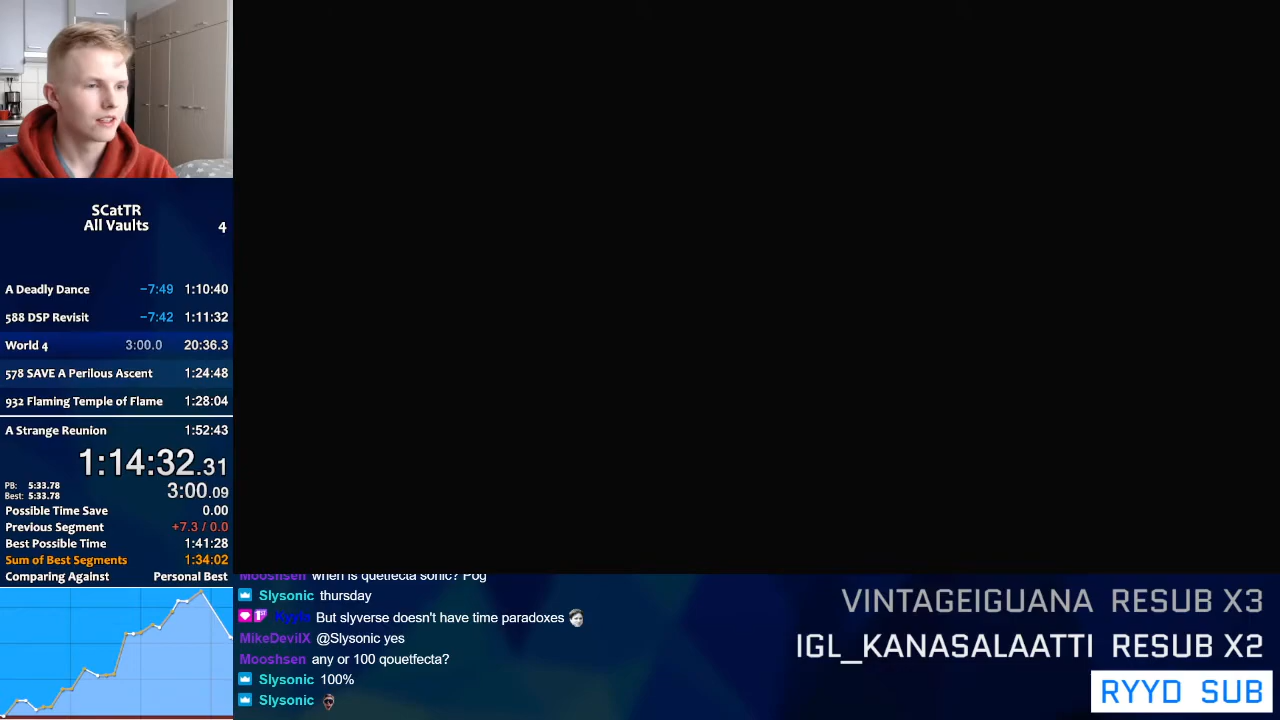 SCatTR
All Vaults
4
A Deadly Dance −7:49 1:10:40
588 DSP Revisit −7:42 1:11:32
World 4 3:00.0 20:36.3
578 SAVE A Perilous Ascent 1:24:48
932 Flaming Temple of Flame 1:28:04
A Strange Reunion 1:52:43
1:14:32.31
PB: 5:33.78
Best: 5:33.78
3:00.09
Possible Time Save 0.00
Previous Segment +7.3 / 0.0
Best Possible Time 1:41:28
Sum of Best Segments 1:34:02
Comparing Against Personal Best
Mooshsen when is quetfecta sonic? Pog
Slysonic thursday
But slyverse doesn't have time paradoxes
MikeDevilX @Slysonic yes
Mooshsen any or 100 qouetfecta?
Slysonic 100%
Slysonic
VINTAGEIGUANA RESUB X3
IGL_KANASALAATTI RESUB X2
RYYD SUB